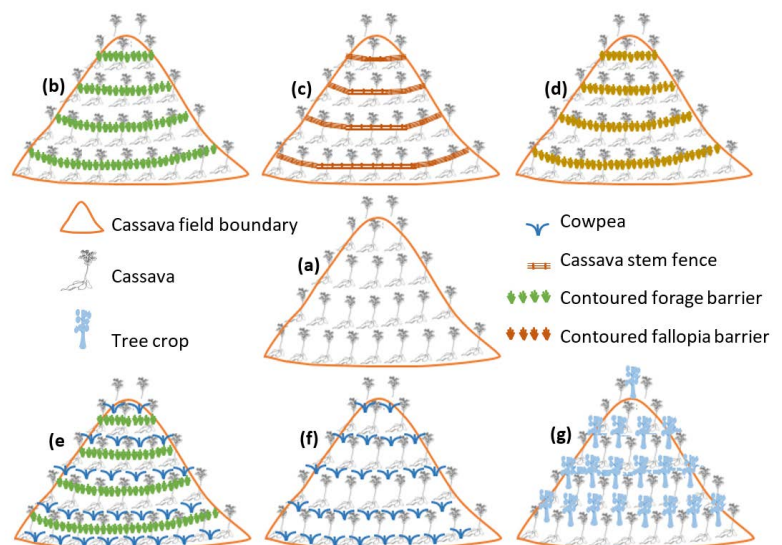 (b)
(c)
(d)
Cassava field boundary
Cassava
Tree crop
(a)
Cowpea
Cassava stem fence
Contoured forage barrier
Contoured fallopia barrier
(e)
(f)
(g)